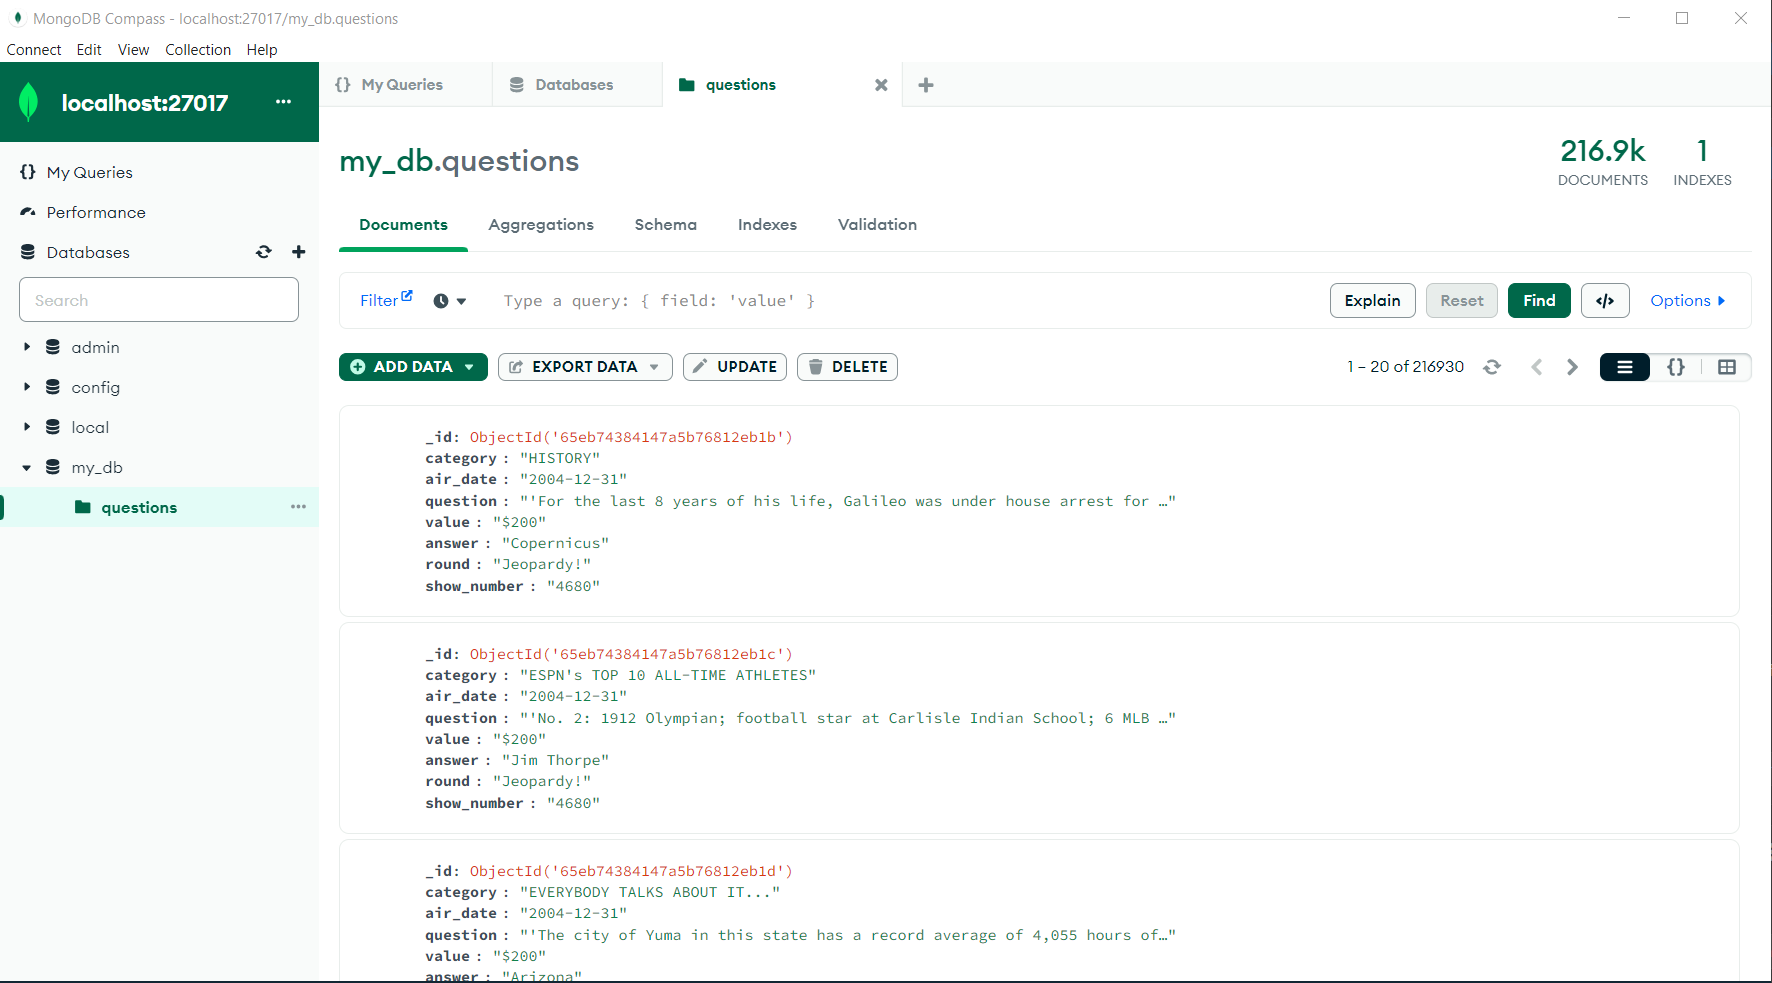 MongoDB Compass - localhost:27017/my_db.questions
Connect Edit View Collection Help
localhost:27017 ...
{} My Queries
Databases
questions
my_db.questions
216.9k
DOCUMENTS
1
INDEXES
{} My Queries
Performance
Databases
Search
admin
config
local
my_db
questions ...
Documents Aggregations Schema Indexes Validation
Filter Type a query: { field: 'value' } Explain Reset Find </> Options
ADD DATA EXPORT DATA UPDATE DELETE 1 – 20 of 216930 {}
_id: ObjectId('65eb74384147a5b76812eb1b')
category : "HISTORY"
air_date : "2004-12-31"
question : "'For the last 8 years of his life, Galileo was under house arrest for …"
value : "$200"
answer : "Copernicus"
round : "Jeopardy!"
show_number : "4680"
_id: ObjectId('65eb74384147a5b76812eb1c')
category : "ESPN's TOP 10 ALL-TIME ATHLETES"
air_date : "2004-12-31"
question : "'No. 2: 1912 Olympian; football star at Carlisle Indian School; 6 MLB …"
value : "$200"
answer : "Jim Thorpe"
round : "Jeopardy!"
show_number : "4680"
_id: ObjectId('65eb74384147a5b76812eb1d')
category : "EVERYBODY TALKS ABOUT IT..."
air_date : "2004-12-31"
question : "'The city of Yuma in this state has a record average of 4,055 hours of…"
value : "$200"
answer : "Arizona"